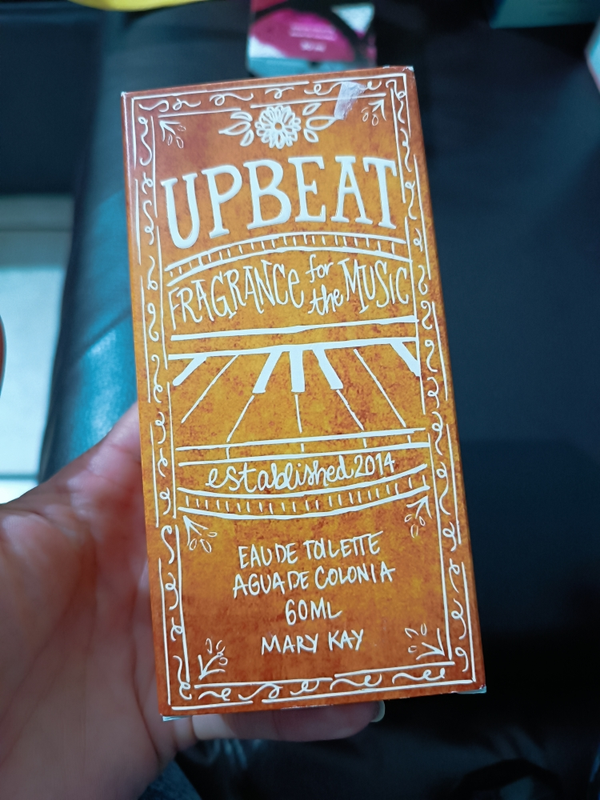 UPBEAT
FRAGRANCE for the MUSIC
established 2014
EAU DE TOILETTE
AGUA DE COLONIA
60ML
MARY KAY